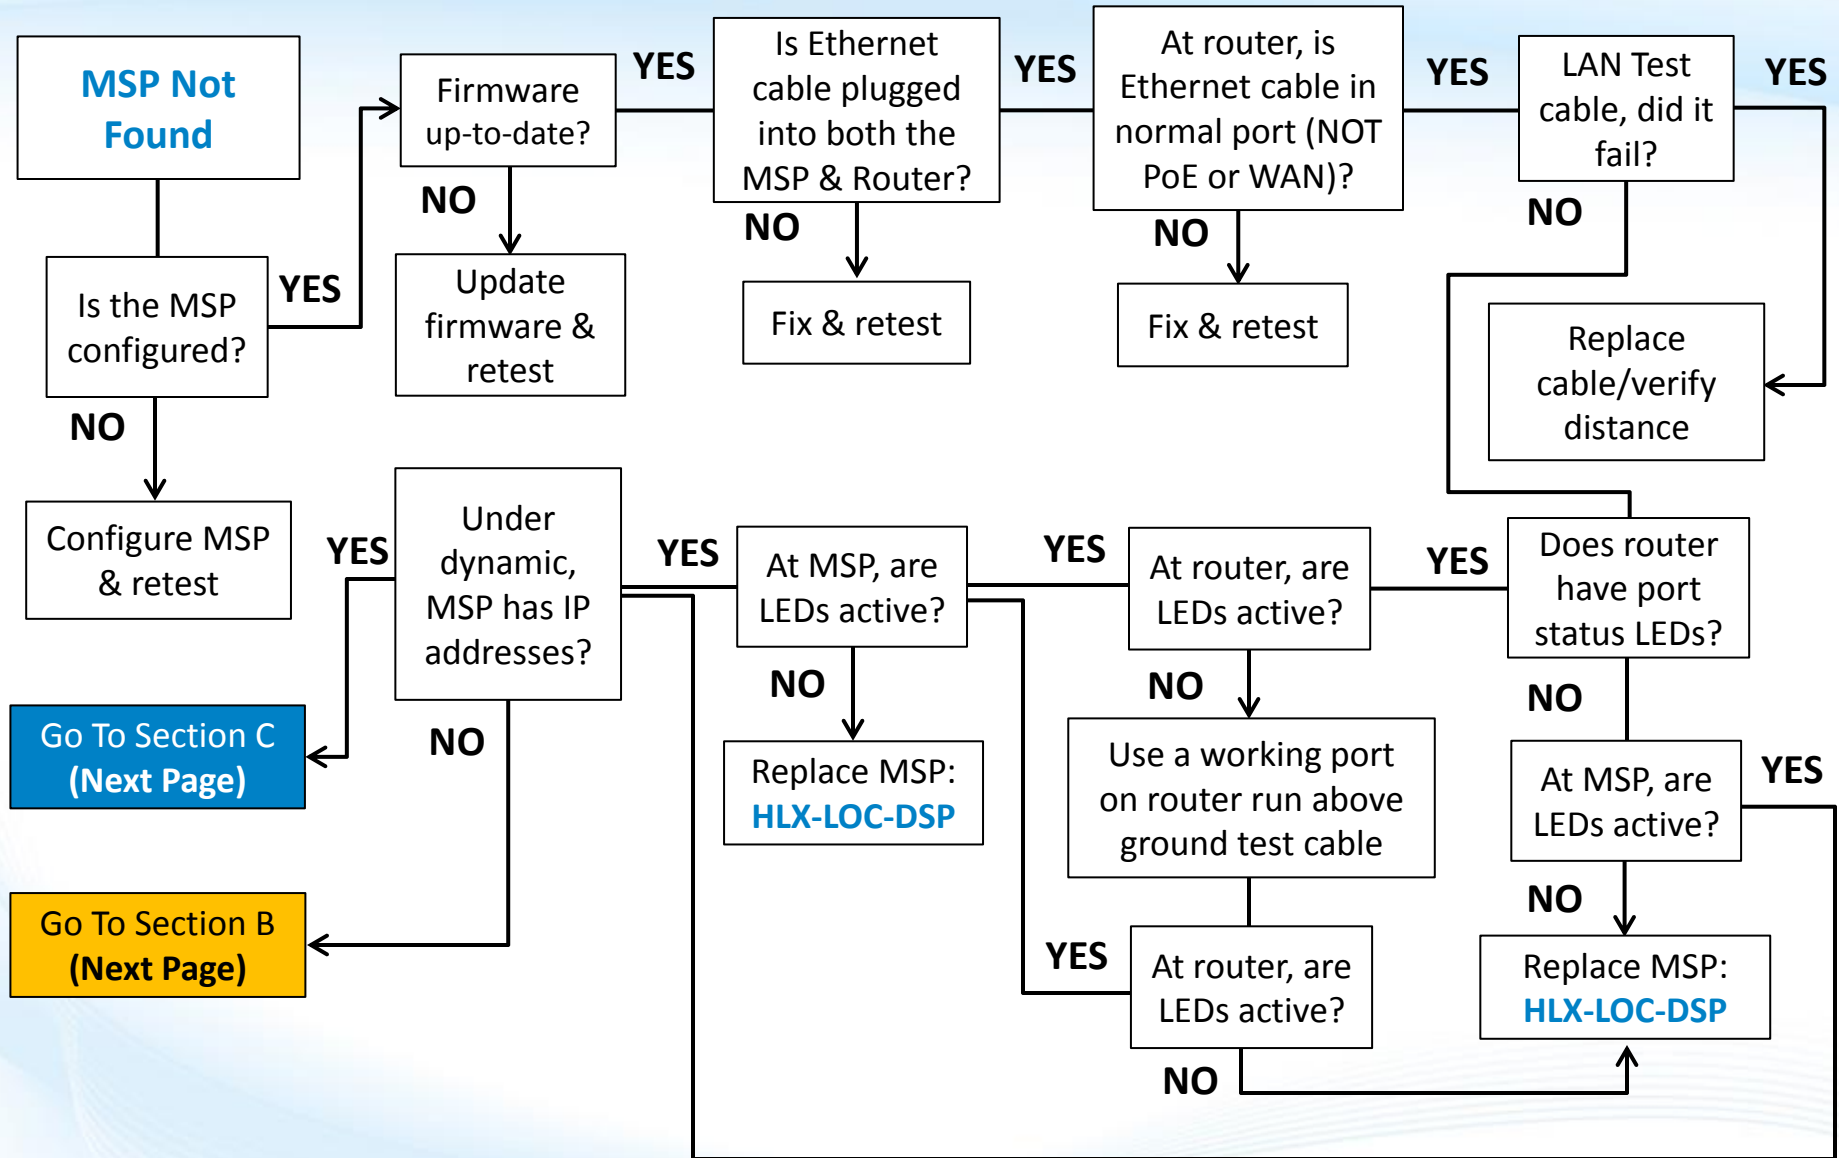 MSP Not
Found
Is the MSP
configured?
YES
NO
Configure MSP
& retest
Firmware
up-to-date?
YES
NO
Update
firmware &
retest
Is Ethernet
cable plugged
into both the
MSP & Router?
YES
NO
Fix & retest
At router, is
Ethernet cable in
normal port (NOT
PoE or WAN)?
YES
NO
Fix & retest
LAN Test
cable, did it
fail?
YES
NO
Replace
cable/verify
distance
Does router
have port
status LEDs?
YES
NO
At MSP, are
LEDs active?
YES
NO
Replace MSP:
HLX-LOC-DSP
At router, are
LEDs active?
YES
NO
Use a working port
on router run above
ground test cable
At router, are
LEDs active?
YES
NO
At MSP, are
LEDs active?
YES
NO
Replace MSP:
HLX-LOC-DSP
Under
dynamic,
MSP has IP
addresses?
YES
NO
Go To Section C
(Next Page)
Go To Section B
(Next Page)